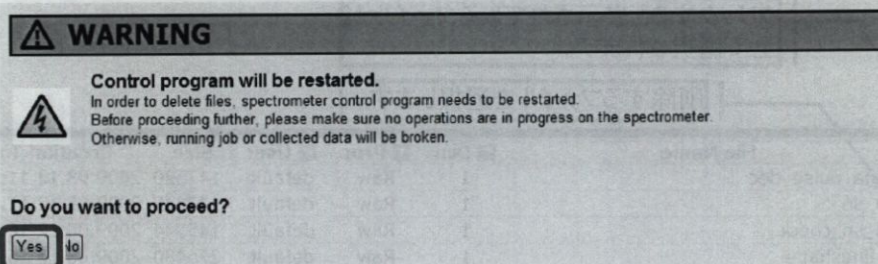 WARNING
Control program will be restarted.
In order to delete files, spectrometer control program needs to be restarted.
Before proceeding further, please make sure no operations are in progress on the spectrometer.
Otherwise, running job or collected data will be broken.
Do you want to proceed?
Yes No